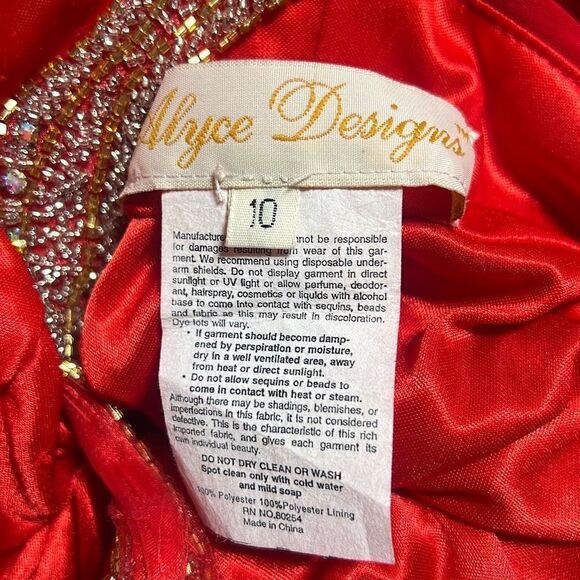 Alyce Designs
10
Manufacture not be responsible
for damages resulting from wear of this gar-
ment. We recommend using disposable under-
arm shields. Do not display garment in direct
sunlight or UV light or allow perfume, deodor-
ant, hairspray, cosmetics or liquids with alcohol
base to come into contact with sequins, beads
and fabric as this may result in discoloration.
Dye lots will vary.
• If garment should become damp-
ened by perspiration or moisture,
dry in a well ventilated area, away
from heat or direct sunlight.
• Do not allow sequins or beads to
come in contact with heat or steam.
Although there may be shadings, blemishes, or
imperfections in this fabric, it is not considered
defective. This is the characteristic of this rich
imported fabric, and gives each garment its
own individual beauty.
DO NOT DRY CLEAN OR WASH
Spot clean only with cold water
and mild soap
100% Polyester 100%Polyester Lining
RN NO.80254
Made in China